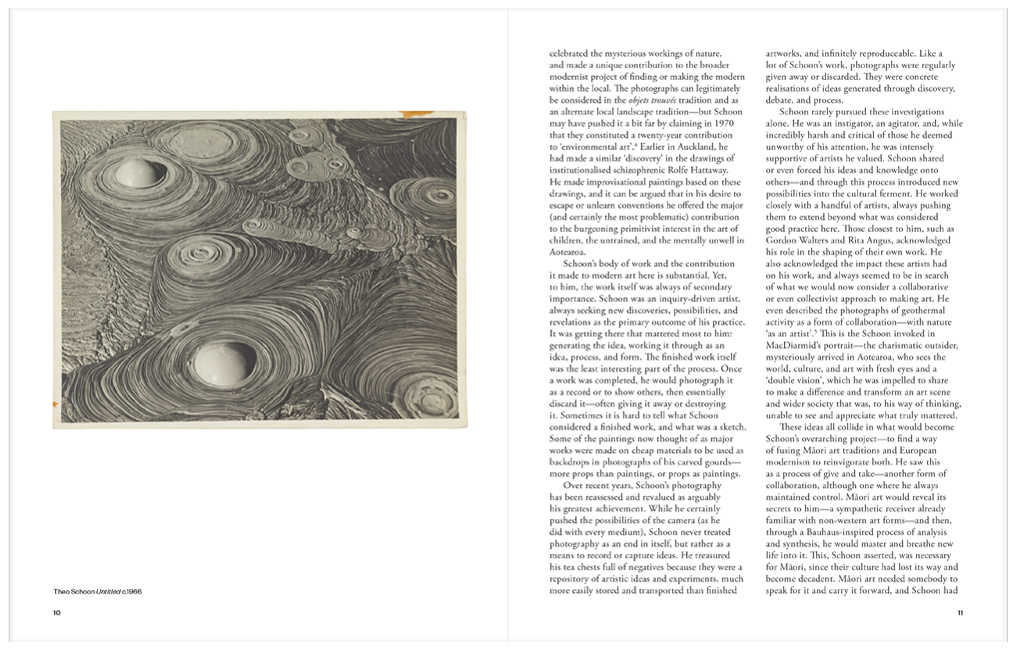 Theo Schoon Untitled c.1966
10
celebrated the mysterious workings of nature,
and made a unique contribution to the broader
modernist project of finding or making the modern
within the local. The photographs can legitimately
be considered in the objets trouvés tradition and as
an alternate local landscape tradition—but Schoon
may have pushed it a bit far by claiming in 1970
that they constituted a twenty-year contribution
to ‘environmental art’.⁴ Earlier in Auckland, he
had made a similar ‘discovery’ in the drawings of
institutionalised schizophrenic Rolfe Hattaway.
He made improvisational paintings based on these
drawings, and it can be argued that in his desire to
escape or unlearn conventions he offered the major
(and certainly the most problematic) contribution
to the burgeoning primitivist interest in the art of
children, the untrained, and the mentally unwell in
Aotearoa.
Schoon’s body of work and the contribution
it made to modern art here is substantial. Yet,
to him, the work itself was always of secondary
importance. Schoon was an inquiry-driven artist,
always seeking new discoveries, possibilities, and
revelations as the primary outcome of his practice.
It was getting there that mattered most to him:
generating the idea, working it through as an
idea, process, and form. The finished work itself
was the least interesting part of the process. Once
a work was completed, he would photograph it
as a record or to show others, then essentially
discard it—often giving it away or destroying
it. Sometimes it is hard to tell what Schoon
considered a finished work, and what was a sketch.
Some of the paintings now thought of as major
works were made on cheap materials to be used as
backdrops in photographs of his carved gourds—
more props than paintings, or props as paintings.
Over recent years, Schoon’s photography
has been reassessed and revalued as arguably
his greatest achievement. While he certainly
pushed the possibilities of the camera (as he
did with every medium), Schoon never treated
photography as an end in itself, but rather as a
means to record or capture ideas. He treasured
his tea chests full of negatives because they were a
repository of artistic ideas and experiments, much
more easily stored and transported than finished
artworks, and infinitely reproduceable. Like a
lot of Schoon’s work, photographs were regularly
given away or discarded. They were concrete
realisations of ideas generated through discovery,
debate, and process.
Schoon rarely pursued these investigations
alone. He was an instigator, an agitator, and, while
incredibly harsh and critical of those he deemed
unworthy of his attention, he was intensely
supportive of artists he valued. Schoon shared
or even forced his ideas and knowledge onto
others—and through this process introduced new
possibilities into the cultural ferment. He worked
closely with a handful of artists, always pushing
them to extend beyond what was considered
good practice here. Those closest to him, such as
Gordon Walters and Rita Angus, acknowledged
his role in the shaping of their own work. He
also acknowledged the impact these artists had
on his work, and always seemed to be in search
of what we would now consider a collaborative
or even collectivist approach to making art. He
even described the photographs of geothermal
activity as a form of collaboration—with nature
‘as an artist’.⁵ This is the Schoon invoked in
MacDiarmid’s portrait—the charismatic outsider,
mysteriously arrived in Aotearoa, who sees the
world, culture, and art with fresh eyes and a
‘double vision’, which he was impelled to share
to make a difference and transform an art scene
and wider society that was, to his way of thinking,
unable to see and appreciate what truly mattered.
These ideas all collide in what would become
Schoon’s overarching project—to find a way
of fusing Māori art traditions and European
modernism to reinvigorate both. He saw this
as a process of give and take—another form of
collaboration, although one where he always
maintained control. Māori art would reveal its
secrets to him—a sympathetic receiver already
familiar with non-western art forms—and then,
through a Bauhaus-inspired process of analysis
and synthesis, he would master and breathe new
life into it. This, Schoon asserted, was necessary
for Māori, since their culture had lost its way and
become decadent. Māori art needed somebody to
speak for it and carry it forward, and Schoon had
11